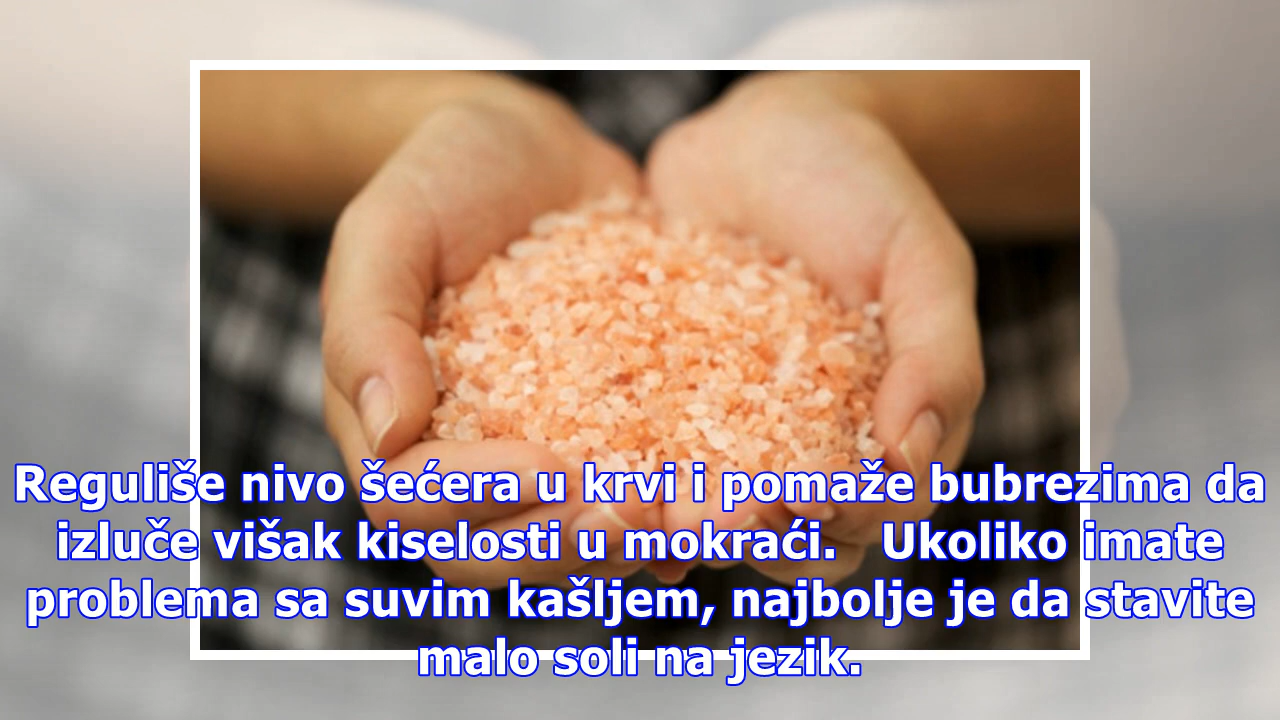 Reguliše nivo šećera u krvi i pomaže bubrezima da
izluče višak kiselosti u mokraći.   Ukoliko imate
problema sa suvim kašljem, najbolje je da stavite
malo soli na jezik.